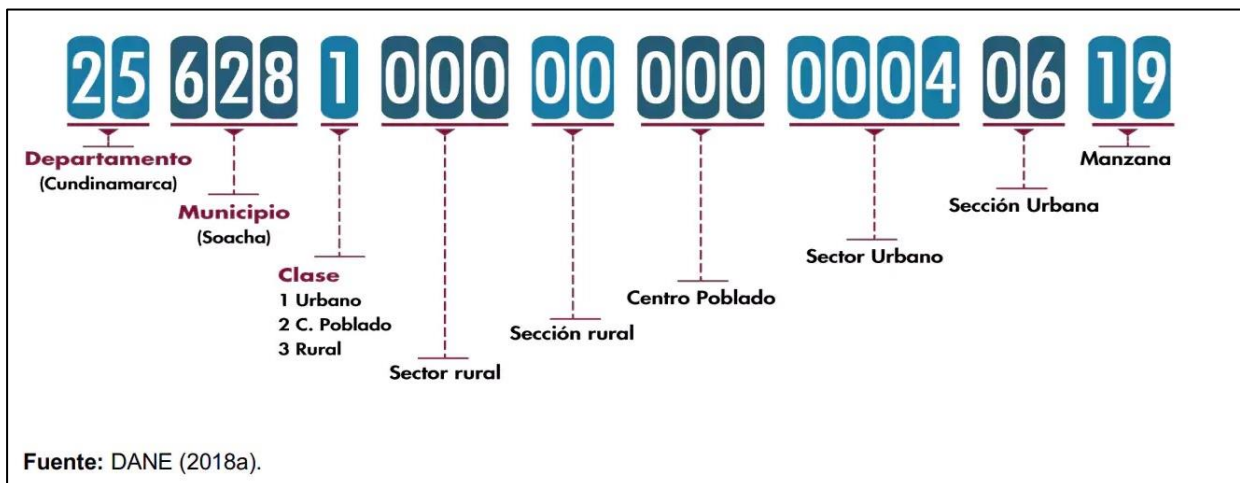 25 628 1 000 00 000 0004 06 19
Departamento
(Cundinamarca)
Municipio
(Soacha)
Clase
1 Urbano
2 C. Poblado
3 Rural
Sector rural
Sección rural
Centro Poblado
Sector Urbano
Sección Urbana
Manzana
Fuente: DANE (2018a).